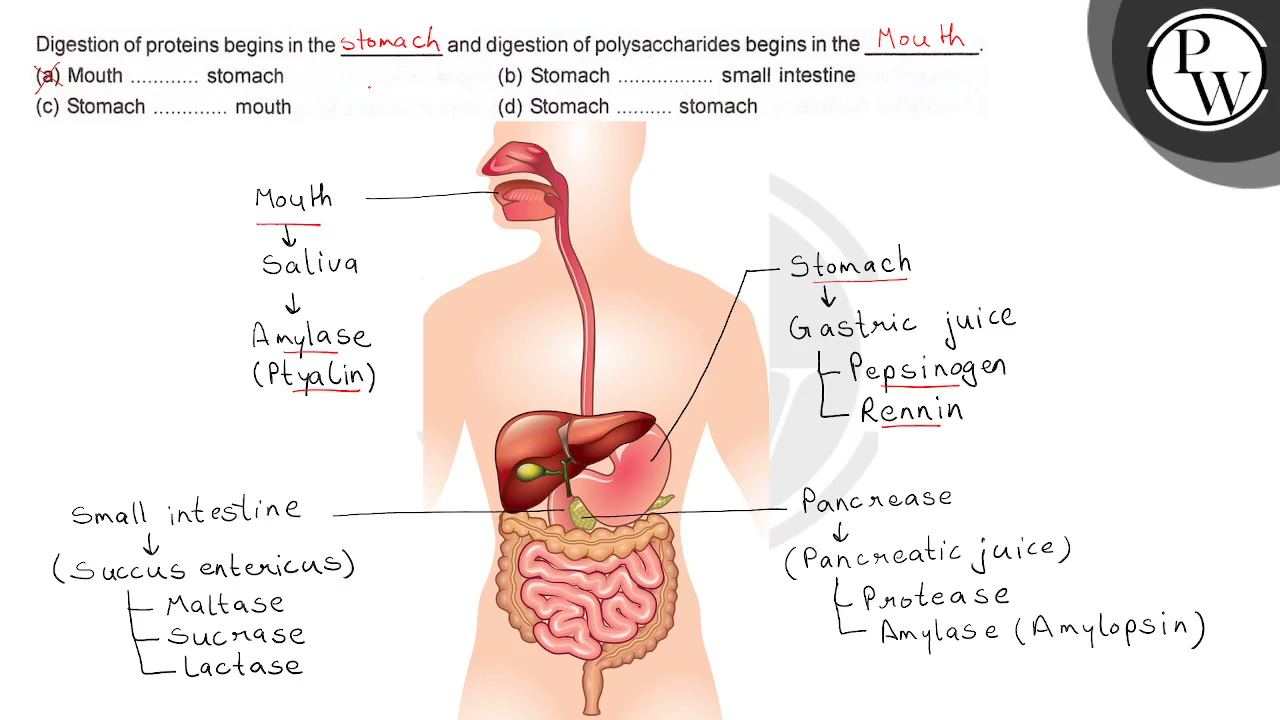 Digestion of proteins begins in the stomach and digestion of polysaccharides begins in the Mouth.
(a) Mouth ........... stomach
(b) Stomach ................ small intestine
(c) Stomach ............. mouth
(d) Stomach .......... stomach
PW
Mouth
Saliva
Amylase
(Ptyalin)
Stomach
Gastric juice
Pepsinogen
Rennin
Small intestine
(Succus entericus)
Maltase
Sucrase
Lactase
Pancrease
(Pancreatic juice)
Protease
Amylase (Amylopsin)